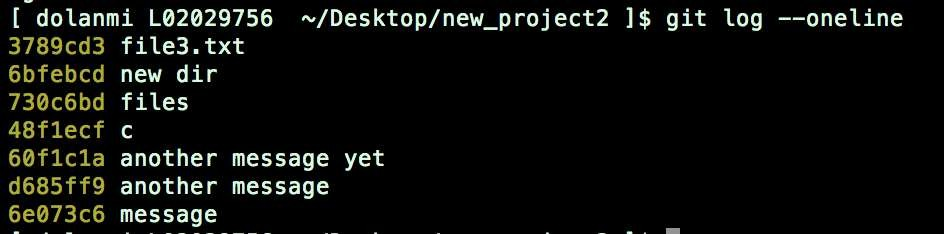 [ dolanmi L02029756  ~/Desktop/new_project2 ]$ git log --oneline
3789cd3 file3.txt
6bfebcd new dir
730c6bd files
48f1ecf c
60f1c1a another message yet
d685ff9 another message
6e073c6 message